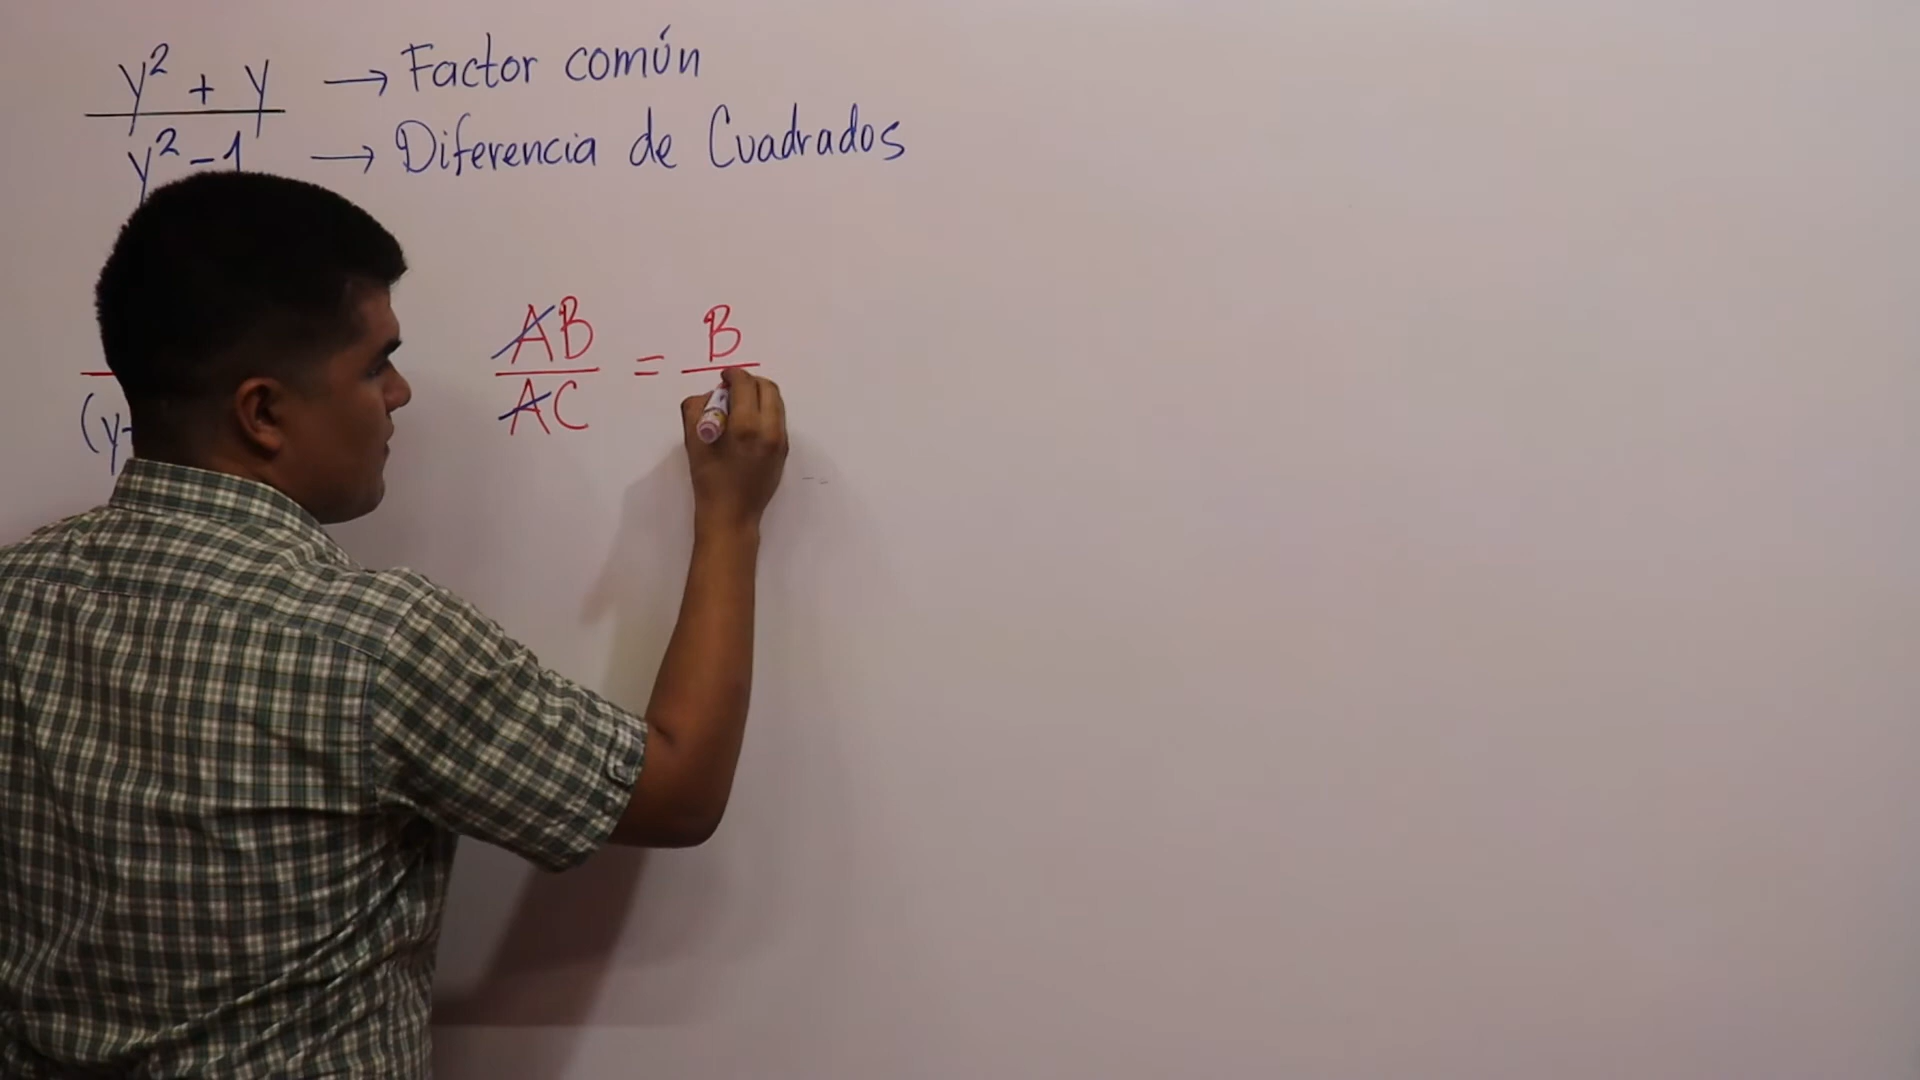 y² + y → Factor común
y² - 1 → Diferencia de Cuadrados
AB = B
AC
(y-